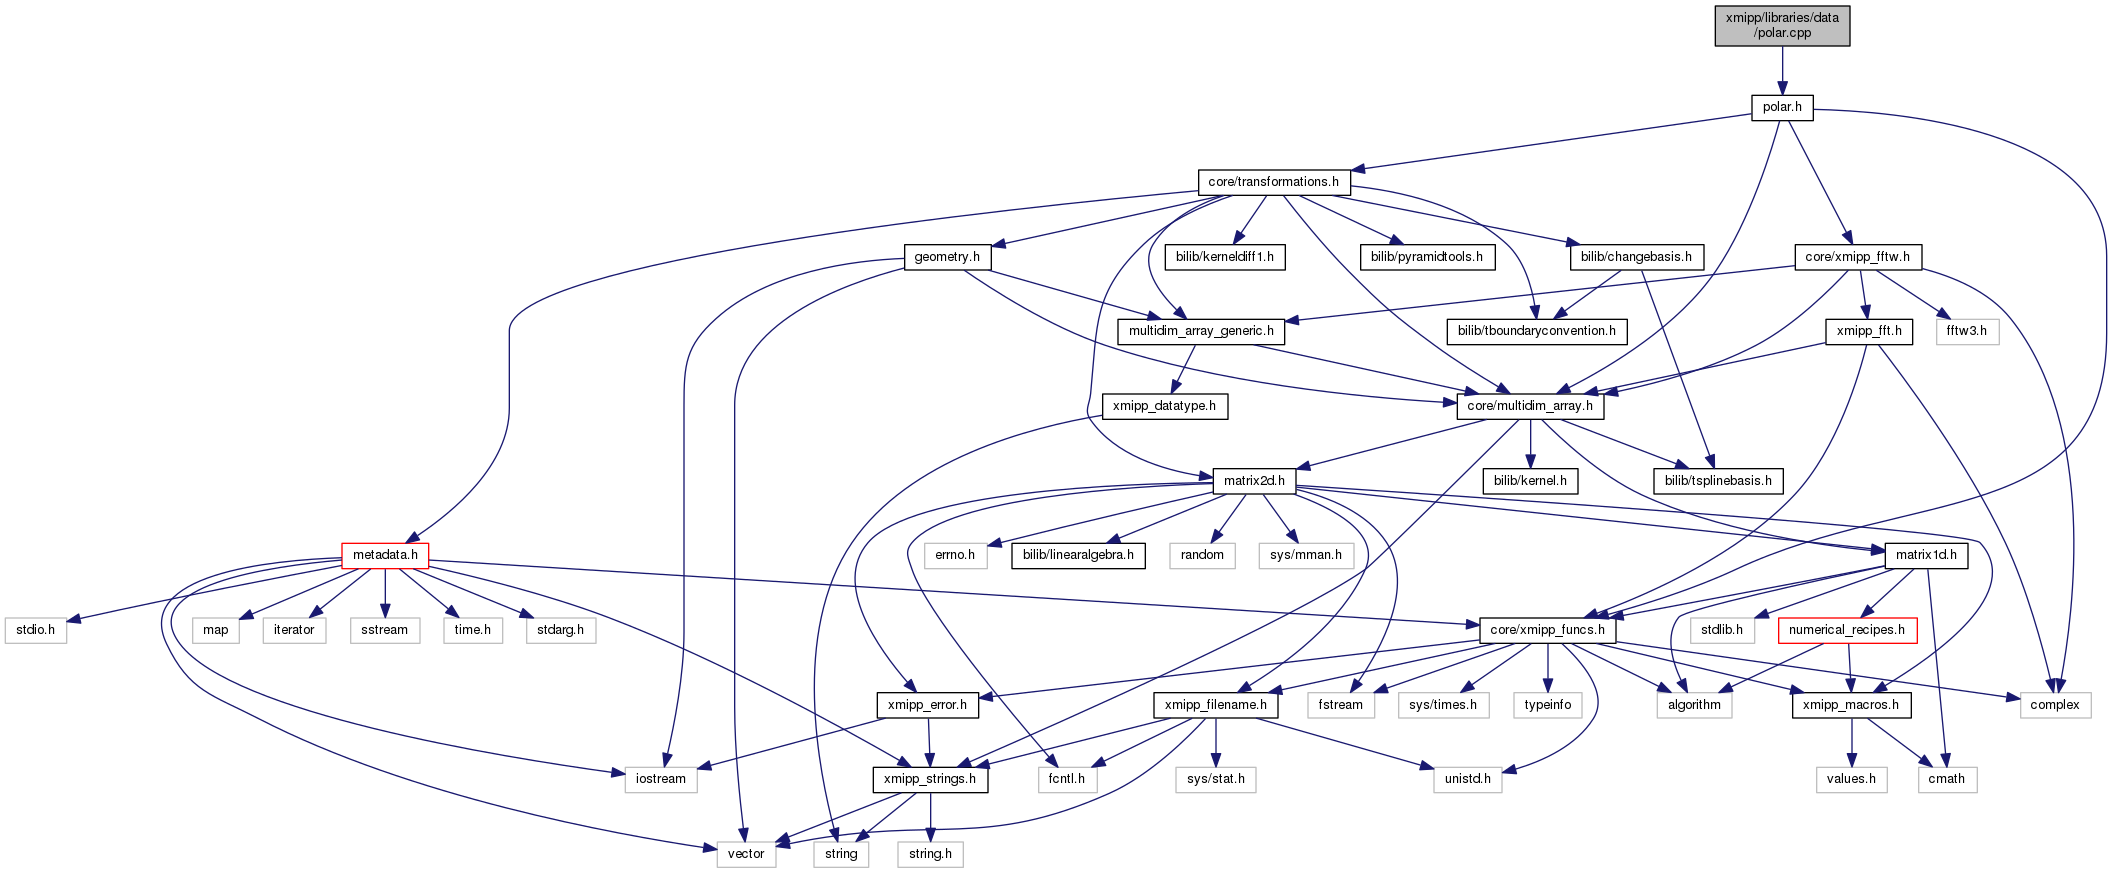 xmipp/libraries/data
/polar.cpp
polar.h
core/transformations.h
geometry.h
bilib/kerneldiff1.h
bilib/pyramidtools.h
bilib/changebasis.h
core/xmipp_fftw.h
multidim_array_generic.h
bilib/tboundaryconvention.h
xmipp_fft.h
fftw3.h
xmipp_datatype.h
core/multidim_array.h
matrix2d.h
bilib/kernel.h
bilib/tsplinebasis.h
metadata.h
errno.h
bilib/linearalgebra.h
random
sys/mman.h
matrix1d.h
stdio.h
map
iterator
sstream
time.h
stdarg.h
core/xmipp_funcs.h
stdlib.h
numerical_recipes.h
xmipp_error.h
xmipp_filename.h
fstream
sys/times.h
typeinfo
algorithm
xmipp_macros.h
complex
iostream
xmipp_strings.h
fcntl.h
sys/stat.h
unistd.h
values.h
cmath
vector
string
string.h